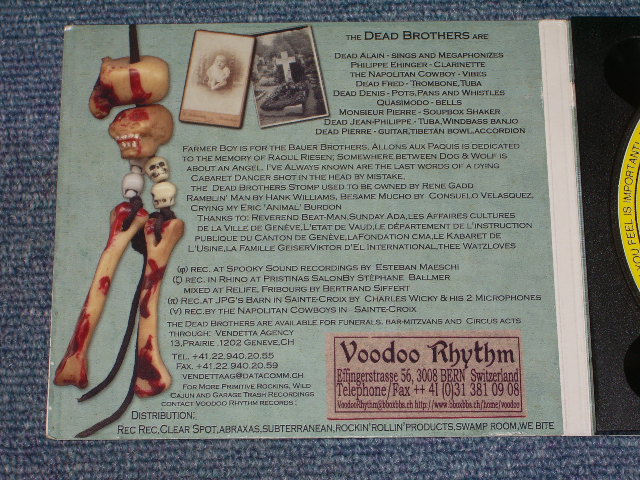 THE DEAD BROTHERS ARE
DEAD ALAIN - SINGS AND MEGAPHONIZES
PHILIPPE EHINGER - CLARINETTE
THE NAPOLITAN COWBOY - VIBES
DEAD FRED - TROMBONE,TUBA
DEAD DENIS - POTS,PANS AND WHISTLES
QUASIMODO - BELLS
MONSIEUR PIERRE - SOUPBOX SHAKER
DEAD JEAN-PHILIPPE - TUBA,WINDBASS BANJO
DEAD PIERRE - GUITAR,TIBETAN BOWL,ACCORDION
FARMER BOY IS FOR THE BAUER BROTHERS, ALLONS AUX PAQUIS IS DEDICATED
TO THE MEMORY OF RAOUL RIESEN; SOMEWHERE BETWEEN DOG & WOLF IS
ABOUT AN ANGEL. I'VE ALWAYS KNOWN ARE THE LAST WORDS OF A DYING
CABARET DANCER SHOT IN THE HEAD BY MISTAKE.
THE DEAD BROTHERS STOMP USED TO BE OWNED BY RENE GADD
RAMBLIN' MAN BY HANK WILLIAMS, BESAME MUCHO BY CONSUELO VELASQUEZ,
CRYING MY ERIC 'ANIMAL' BURDON
THANKS TO: REVEREND BEAT-MAN,SUNDAY ADA,LES AFFAIRES CULTURES
DE LA VILLE DE GENÈVE,L'ETAT DE VAUD,LE DÉPARTEMENT DE L'INSTRUCTION
PUBLIQUE DU CANTON DE GENÈVE,LAFONDATION CMA,LE KABARET DE
L'USINE,LA FAMILLE GEISERVIKTOR D'EL INTERNATIONAL,THEE WATZLOVES
(φ) REC. AT SPOOKY SOUND RECORDINGS BY ESTEBAN MAESCHI
(ζ) REC. IN RHINO AT PRISTINAS SALONBY STÉPHANE BALLMER
MIXED AT RELIFE, FRIBOURG BY BERTRAND SIFFERT
(π) REC.AT JPG'S BARN IN SAINTE-CROIX BY CHARLES WICKY & HIS 2 MICROPHONES
(V) REC.BY THE NAPOLITAN COWBOYS IN SAINTE-CROIX
THE DEAD BROTHERS ARE AVAILABLE FOR FUNERALS, BAR-MITZVANS AND CIRCUS ACTS
THROUGH: VENDETTA AGENCY
13,PRAIRIE .1202 GENEVE,CH
TEL. +41.22.940.20.55
FAX. +41.22.940.20.59
VENDETTAAG@DATACOMM.CH
FOR MORE PRIMITIVE ROCKING, WILD
CAJUN AND GARAGE TRASH RECORDINGS
CONTACT VOODOO RHYTHM RECORDS :
Voodoo Rhythm
Effingerstrasse 56, 3008 BERN Switzerland
Telephone/Fax ++ 41 (0)31 381 09 08
VoodooRhythm@bboxbbs.ch http://www.bboxbbs.ch/home/voodoo
DISTRIBUTION:
REC REC,CLEAR SPOT,ABRAXAS,SUBTERRANEAN,ROCKIN'ROLLIN'PRODUCTS,SWAMP ROOM,WE BITE
YOU FEEL IS IMPORTANT!